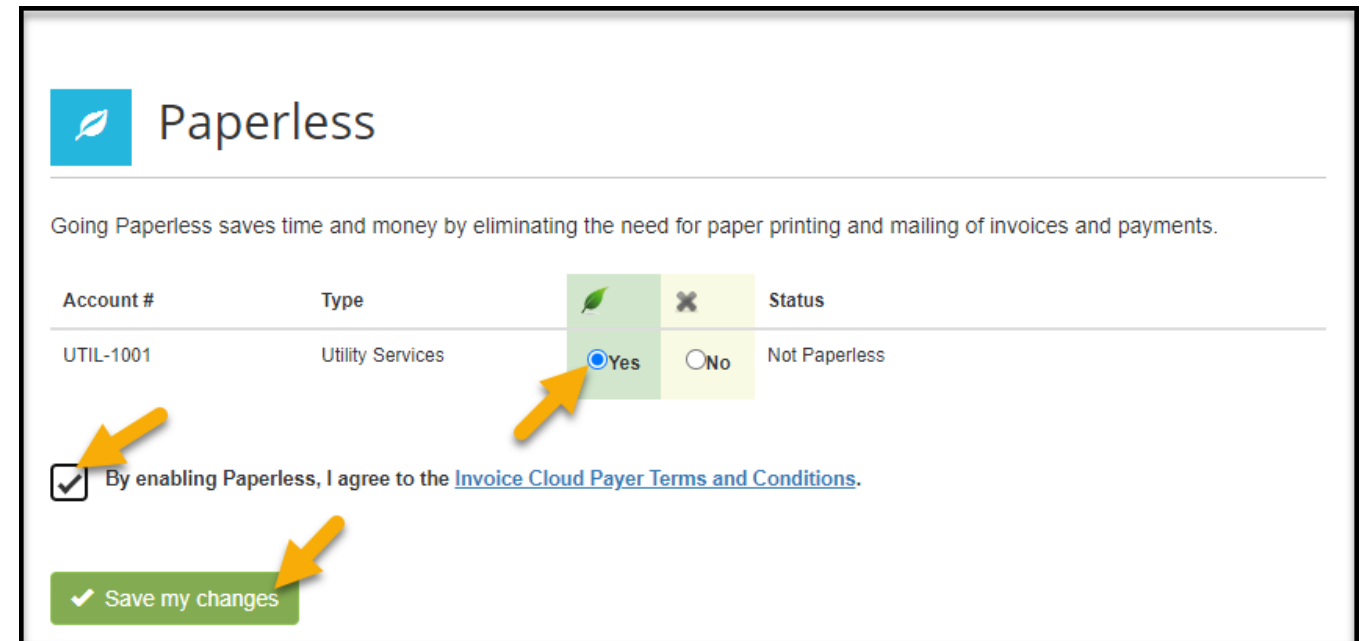 Paperless
Going Paperless saves time and money by eliminating the need for paper printing and mailing of invoices and payments.
Account # Type Status
UTIL-1001 Utility Services Yes No Not Paperless
By enabling Paperless, I agree to the Invoice Cloud Payer Terms and Conditions.
Save my changes